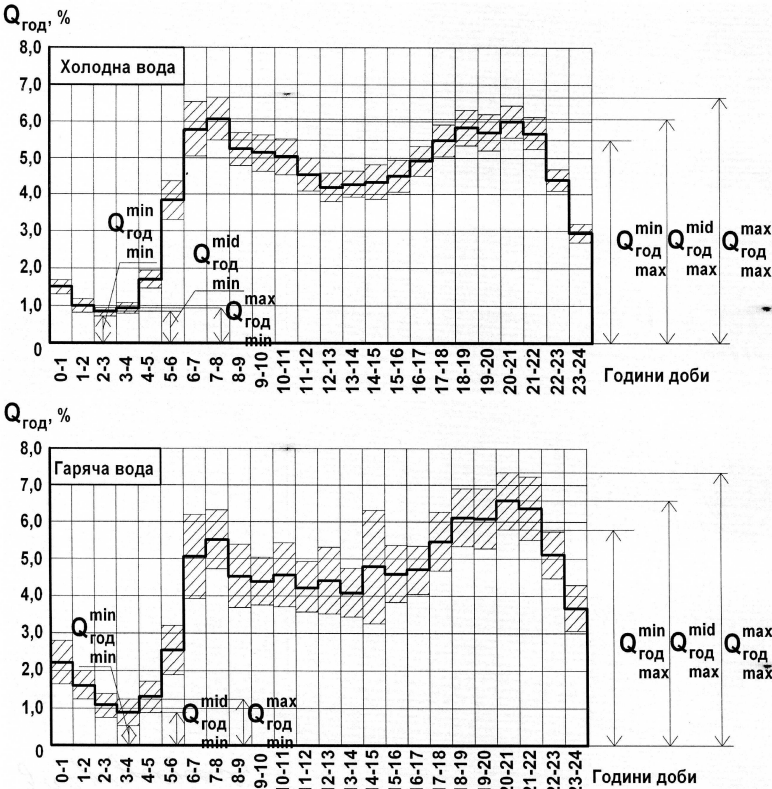 Qгод, %
8,0
Холодна вода
7,0
6,0
5,0
4,0
3,0
2,0
1,0
0
Q min год min
Q mid год min
Q max год min
Q min год max
Q mid год max
Q max год max
0-1 1-2 2-3 3-4 4-5 5-6 6-7 7-8 8-9 9-10 10-11 11-12 12-13 13-14 14-15 15-16 16-17 17-18 18-19 19-20 20-21 21-22 22-23 23-24
Години доби
Qгод, %
8,0
Гаряча вода
7,0
6,0
5,0
4,0
3,0
2,0
1,0
0
Q min год min
Q mid год min
Q max год min
Q min год max
Q mid год max
Q max год max
0-1 1-2 2-3 3-4 4-5 5-6 6-7 7-8 8-9 9-10 10-11 11-12 12-13 13-14 14-15 15-16 16-17 17-18 18-19 19-20 20-21 21-22 22-23 23-24
Години доби